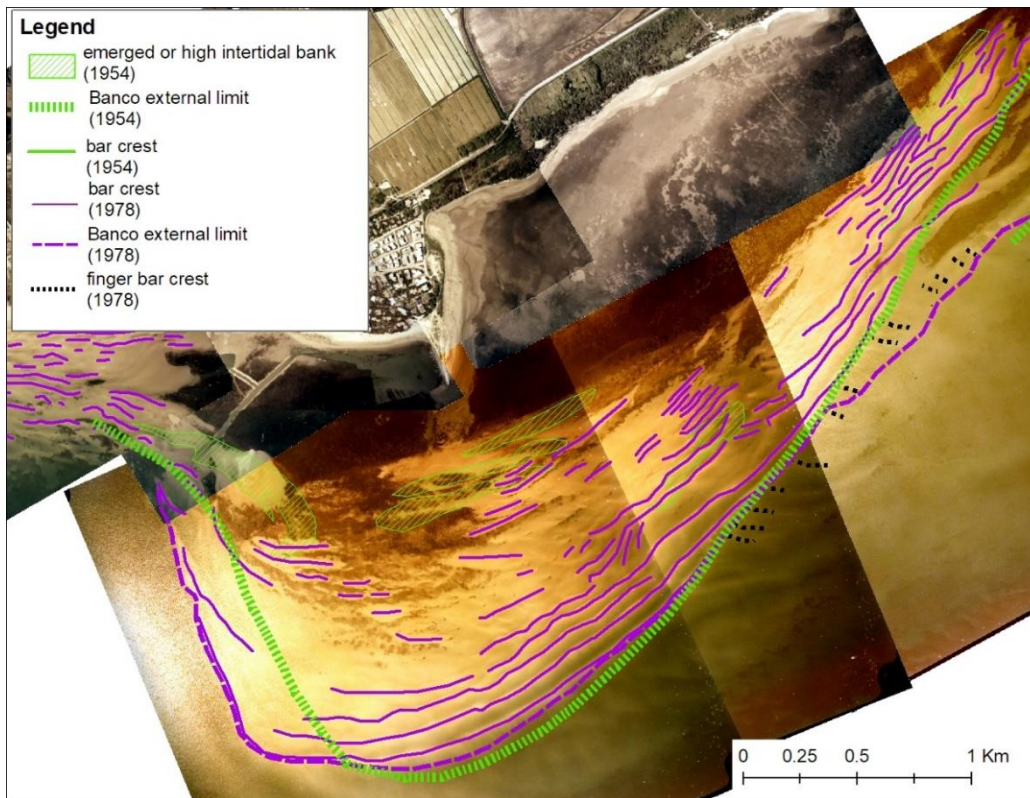 Legend
emerged or high intertidal bank
(1954)
Banco external limit
(1954)
bar crest
(1954)
bar crest
(1978)
Banco external limit
(1978)
finger bar crest
(1978)
0 0.25 0.5 1 Km